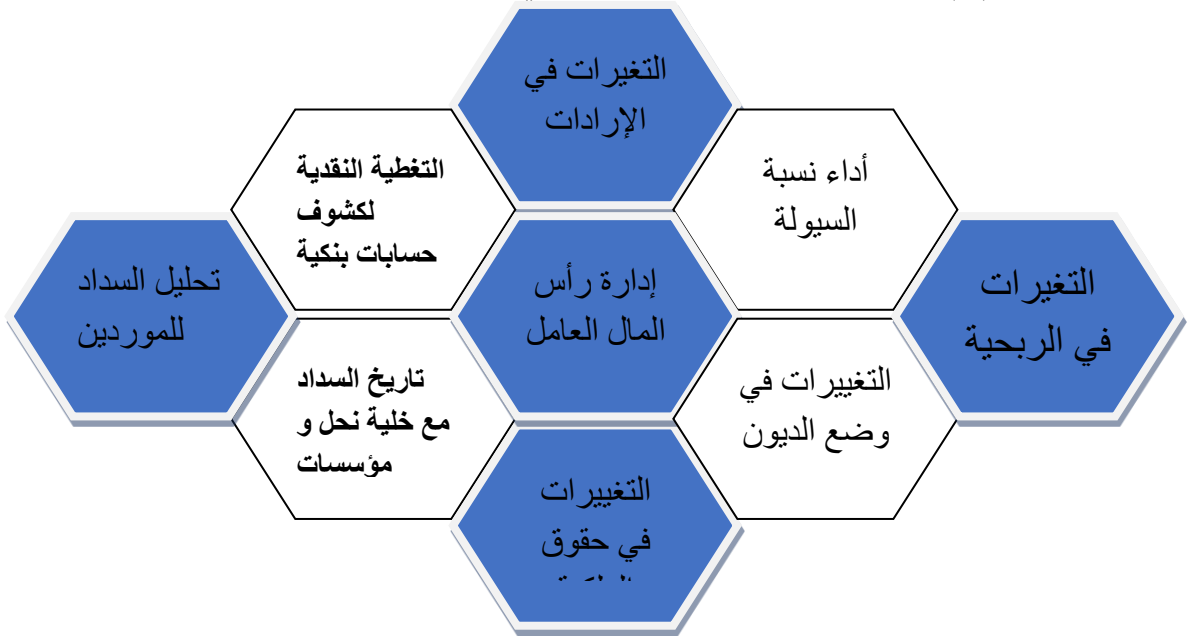 التغيرات في
الإرادات
التغطية النقدية
لكشوف
حسابات بنكية
أداء نسبة
السيولة
تحليل السداد
للموردين
إدارة رأس
المال العامل
التغيرات
في الربحية
تاريخ السداد
مع خلية نحل و
مؤسسات
التغييرات في
وضع الديون
التغييرات
في حقوق